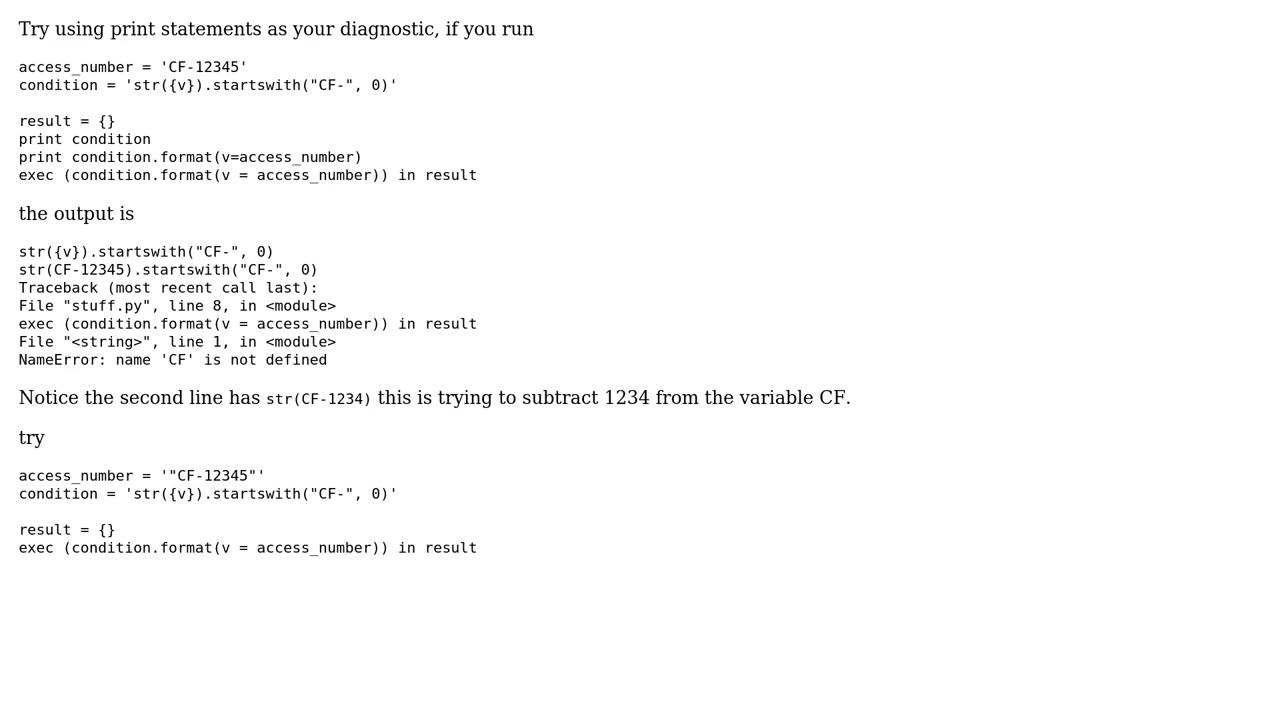 Try using print statements as your diagnostic, if you run
access_number = 'CF-12345'
condition = 'str({v}).startswith("CF-", 0)'
result = {}
print condition
print condition.format(v=access_number)
exec (condition.format(v = access_number)) in result
the output is
str({v}).startswith("CF-", 0)
str(CF-12345).startswith("CF-", 0)
Traceback (most recent call last):
File "stuff.py", line 8, in <module>
exec (condition.format(v = access_number)) in result
File "<string>", line 1, in <module>
NameError: name 'CF' is not defined
Notice the second line has str(CF-1234) this is trying to subtract 1234 from the variable CF.
try
access_number = '"CF-12345"'
condition = 'str({v}).startswith("CF-", 0)'
result = {}
exec (condition.format(v = access_number)) in result